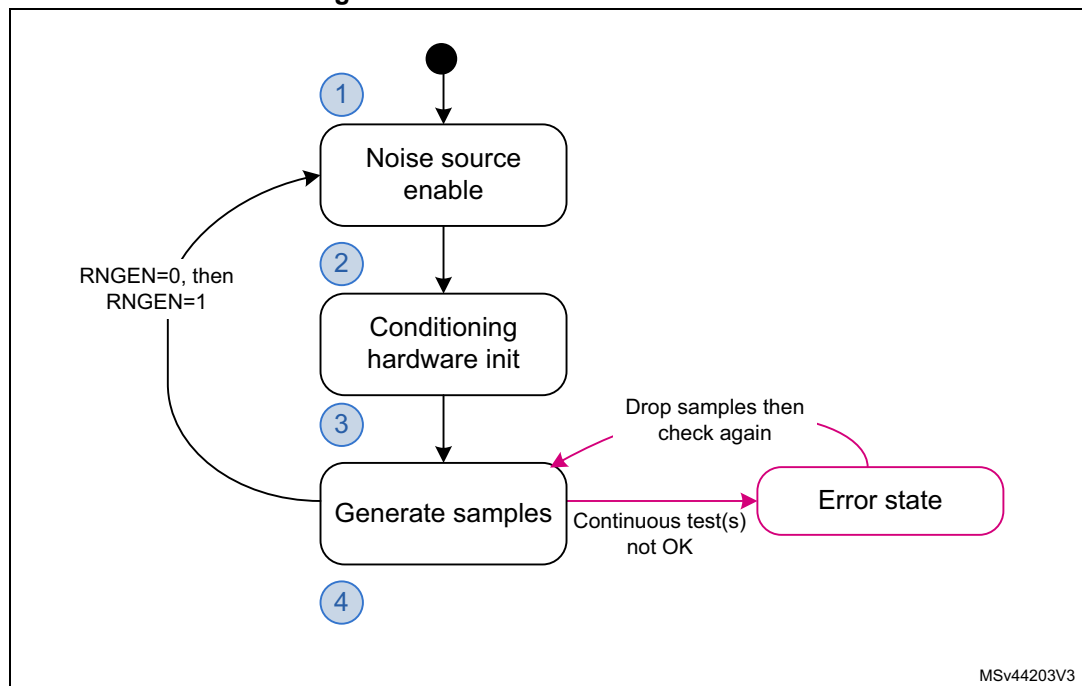 1
Noise source
enable
2
RNGEN=0, then
RNGEN=1
Conditioning
hardware init
3
Drop samples then
check again
Generate samples
Continuous test(s)
not OK
Error state
4
MSv44203V3